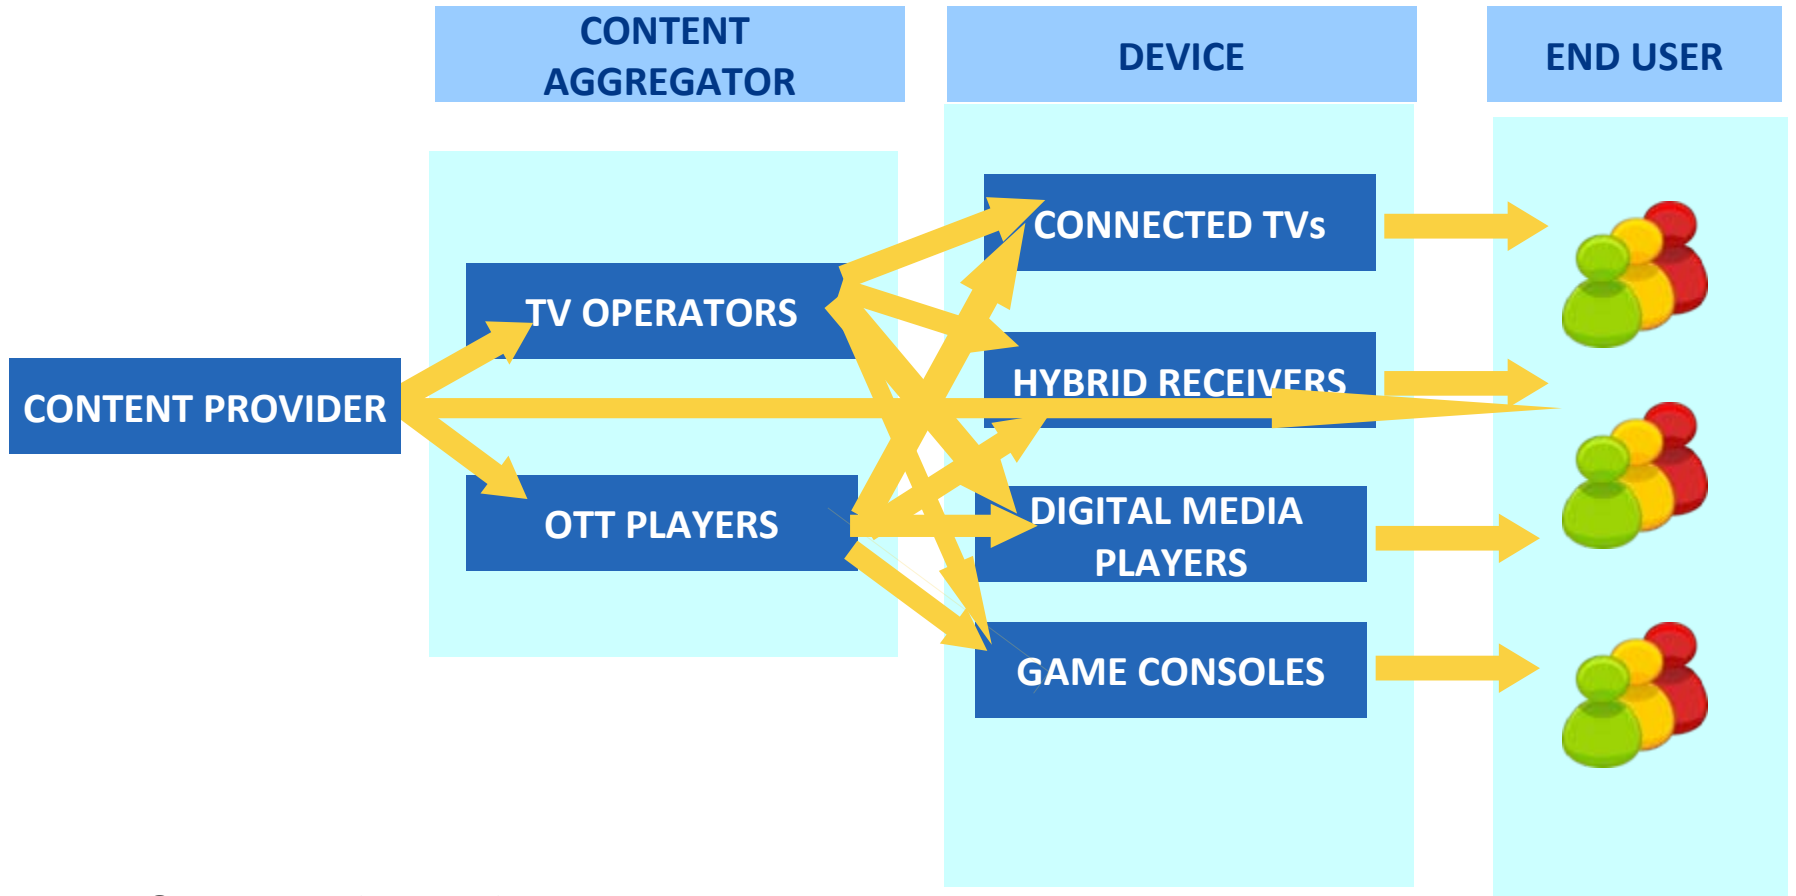 CONTENT
AGGREGATOR
DEVICE
END USER
CONNECTED TVs
TV OPERATORS
HYBRID RECEIVERS
CONTENT PROVIDER
OTT PLAYERS
DIGITAL MEDIA
PLAYERS
GAME CONSOLES